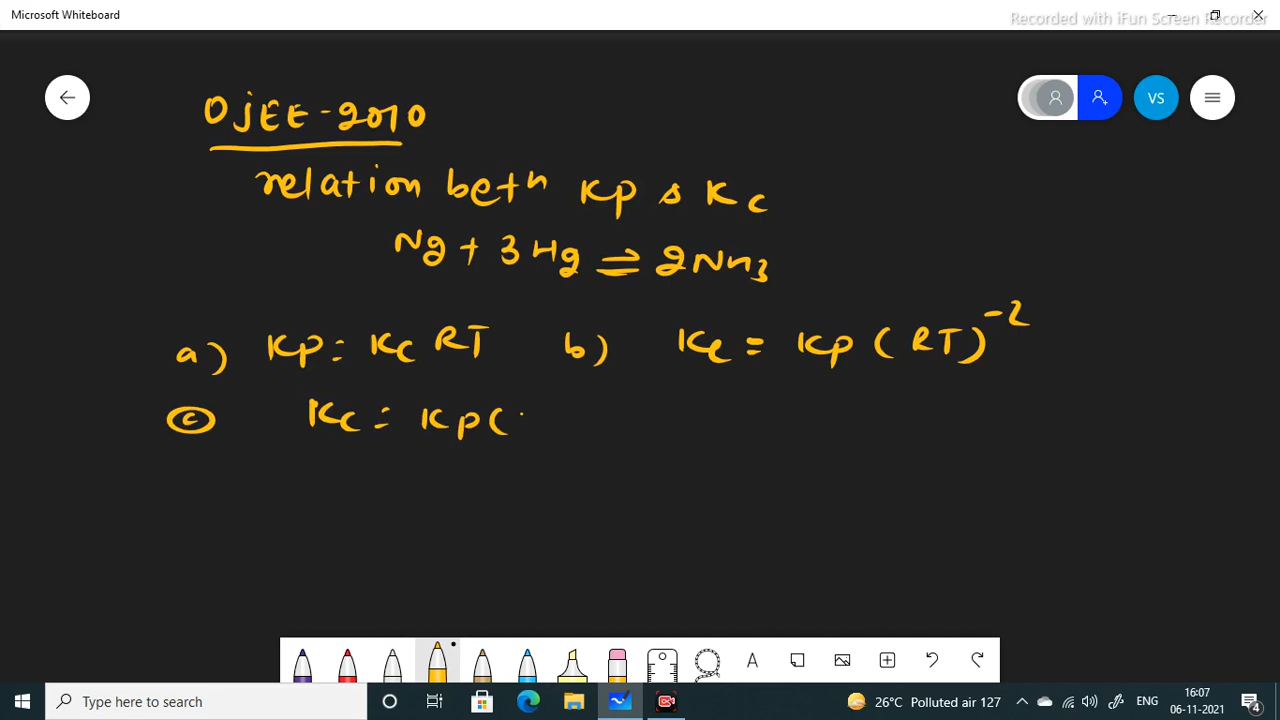 Microsoft Whiteboard
Recorded with iFun Screen Recorder
VS
OJEE-2010
relation betn Kp & Kc
N2 + 3H2 ⇌ 2NH3
a) Kp = Kc RT b) Kc = Kp (RT)^-2
c Kc = Kp(
A
Type here to search
26°C Polluted air 127
ENG
16:07
06-11-2021
4